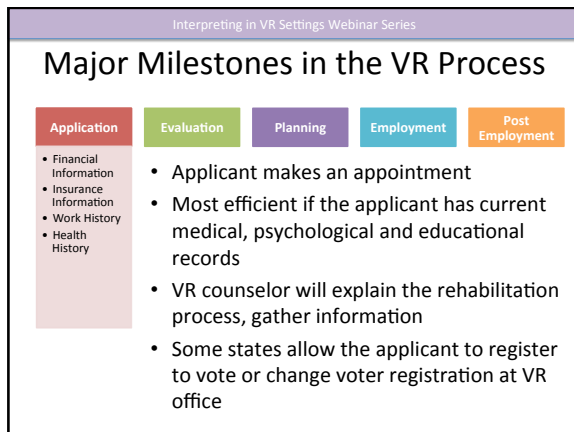 Interpreting in VR Settings Webinar Series
Major Milestones in the VR Process
Application
Evaluation
Planning
Employment
Post
Employment
• Financial
Information
• Insurance
Information
• Work History
• Health
History
• Applicant makes an appointment
• Most efficient if the applicant has current
medical, psychological and educational
records
• VR counselor will explain the rehabilitation
process, gather information
• Some states allow the applicant to register
to vote or change voter registration at VR
office